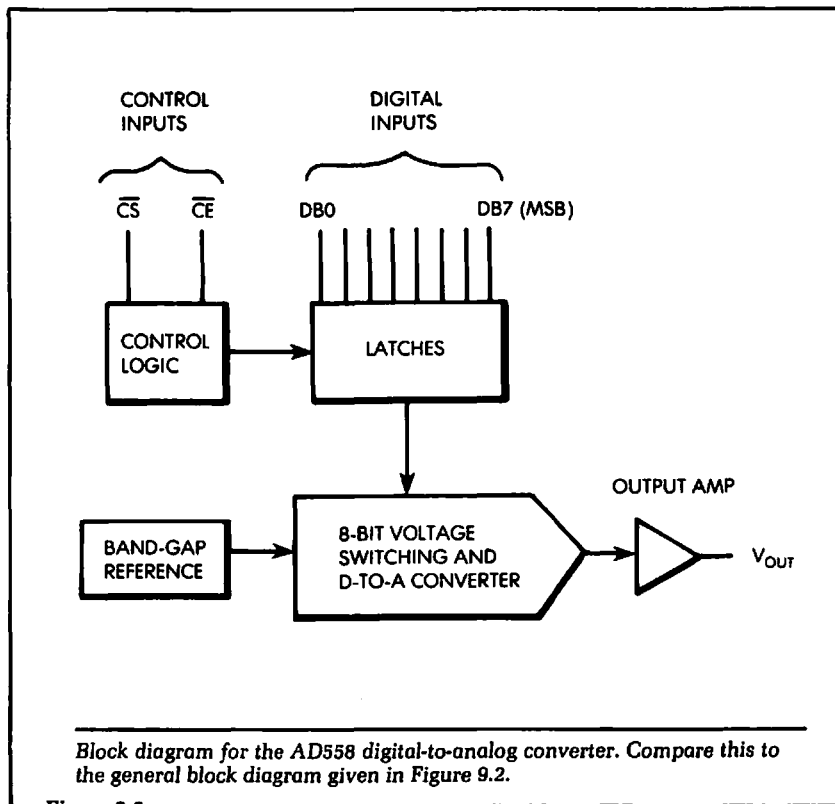 CONTROL
INPUTS
DIGITAL
INPUTS
C̅S̅
C̅E̅
DB0
DB7 (MSB)
CONTROL
LOGIC
LATCHES
OUTPUT AMP
BAND-GAP
REFERENCE
8-BIT VOLTAGE
SWITCHING AND
D-TO-A CONVERTER
VOUT
Block diagram for the AD558 digital-to-analog converter. Compare this to
the general block diagram given in Figure 9.2.